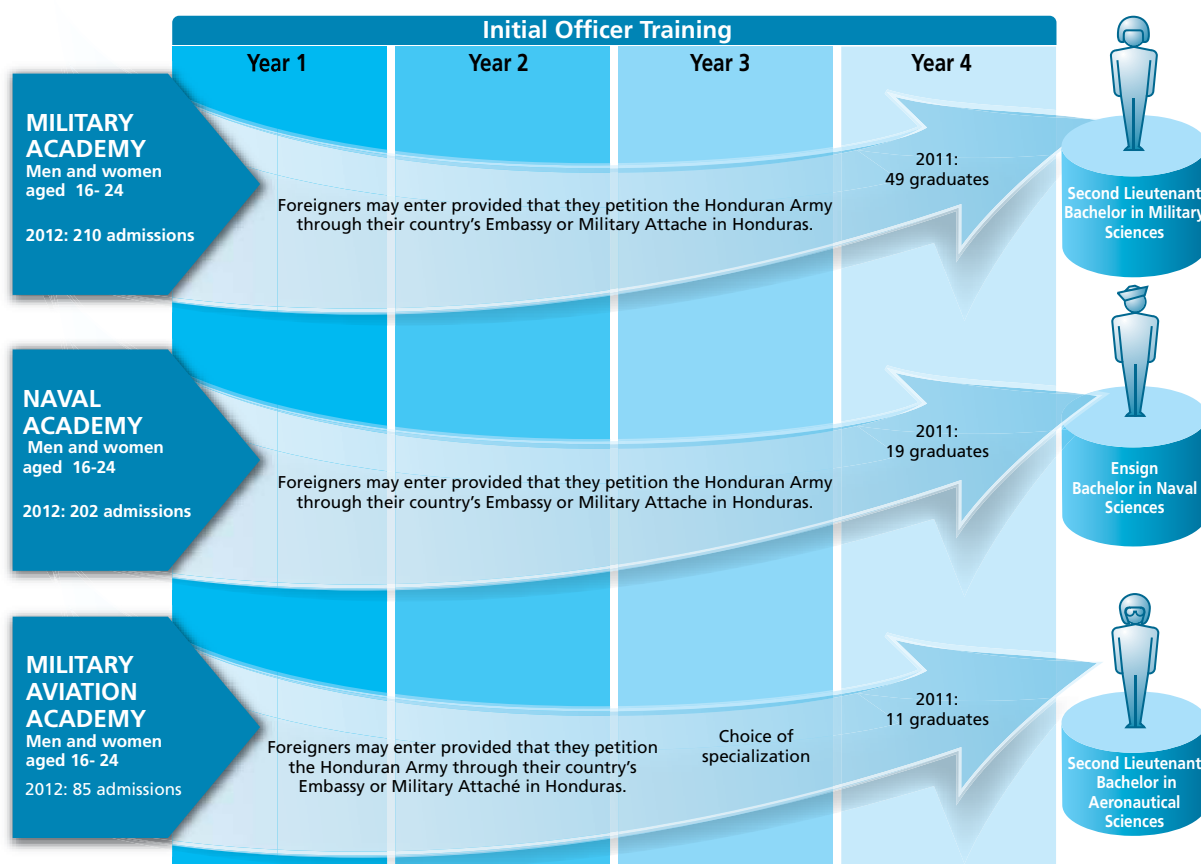 Initial Officer Training
Year 1
Year 2
Year 3
Year 4
MILITARY
ACADEMY
Men and women
aged 16- 24
2012: 210 admissions
Foreigners may enter provided that they petition the Honduran Army
through their country's Embassy or Military Attache in Honduras.
2011:
49 graduates
Second Lieutenant
Bachelor in Military
Sciences
NAVAL
ACADEMY
Men and women
aged 16-24
2012: 202 admissions
Foreigners may enter provided that they petition the Honduran Army
through their country's Embassy or Military Attache in Honduras.
2011:
19 graduates
Ensign
Bachelor in Naval
Sciences
MILITARY
AVIATION
ACADEMY
Men and women
aged 16- 24
2012: 85 admissions
Foreigners may enter provided that they petition
the Honduran Army through their country's
Embassy or Military Attaché in Honduras.
Choice of
specialization
2011:
11 graduates
Second Lieutenant
Bachelor in
Aeronautical
Sciences